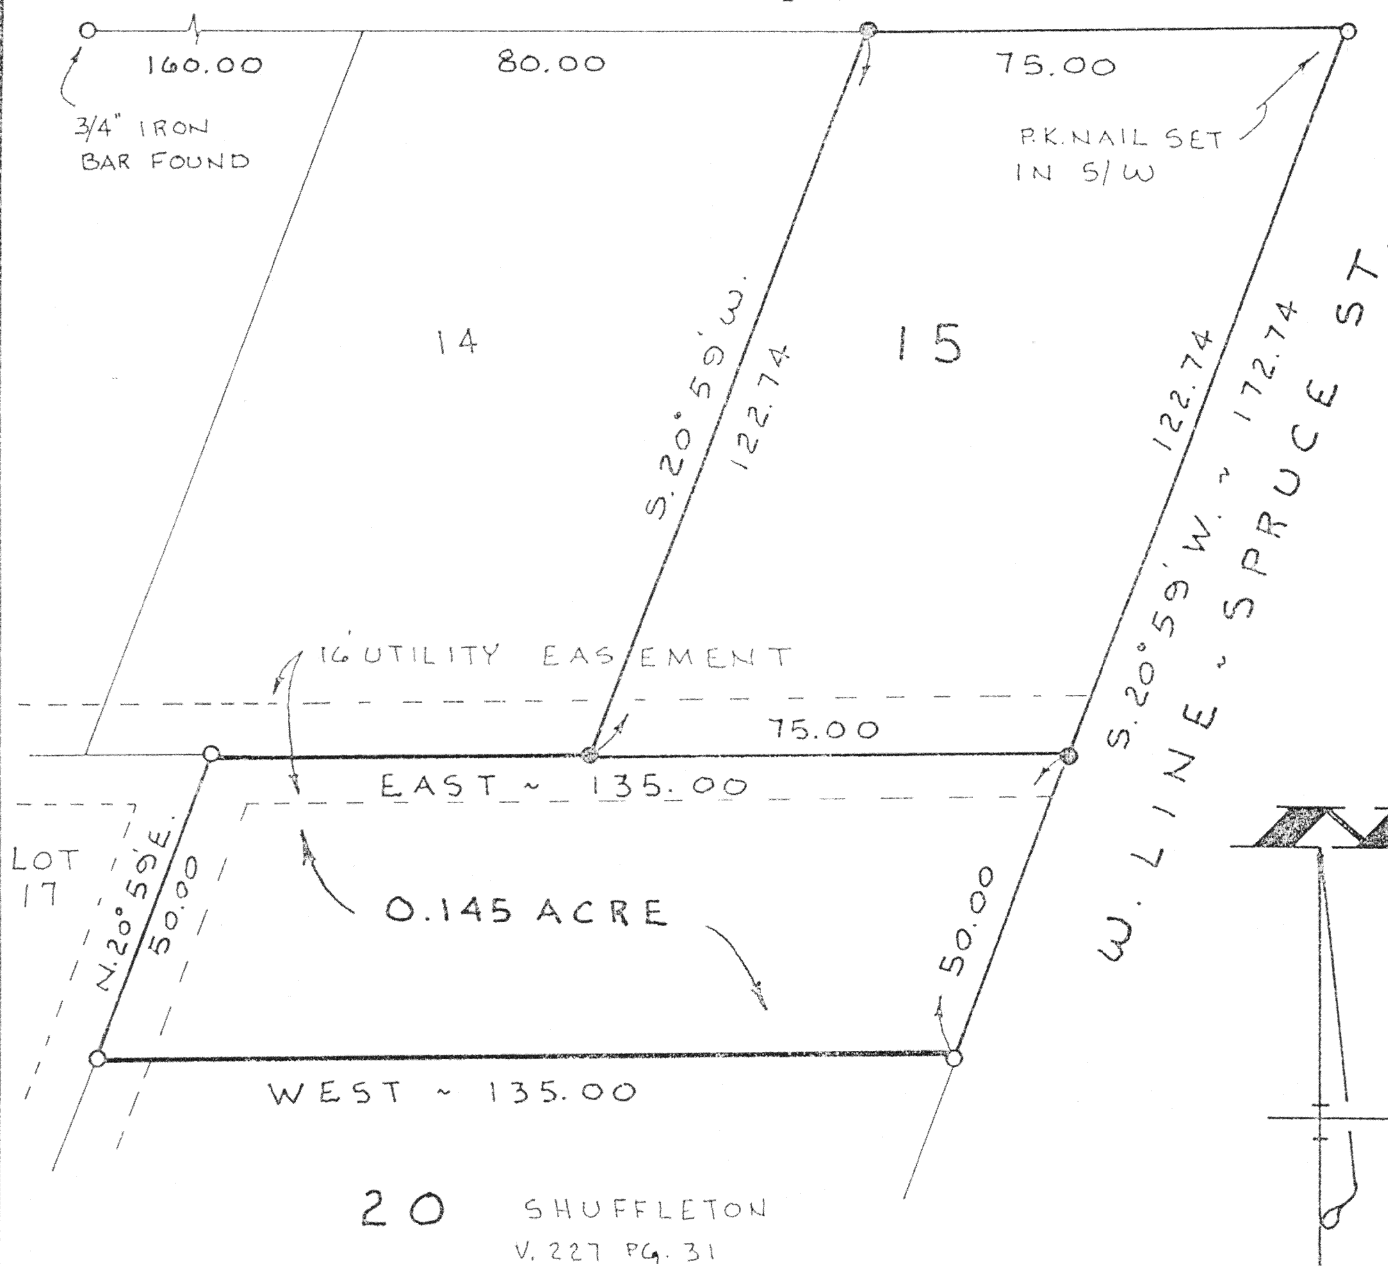 160.00
80.00
75.00
3/4" IRON
BAR FOUND
P.K. NAIL SET
IN S/W
14
15
S. 20° 59' W.
122.74
122.74
S. 20° 59' W. ~ 172.74
W. LINE ~ SPRUCE ST
16' UTILITY EASEMENT
75.00
EAST ~ 135.00
LOT
17
N. 20° 59' E.
50.00
0.145 ACRE
50.00
WEST ~ 135.00
20 SHUFFLETON
V. 227 PG. 31